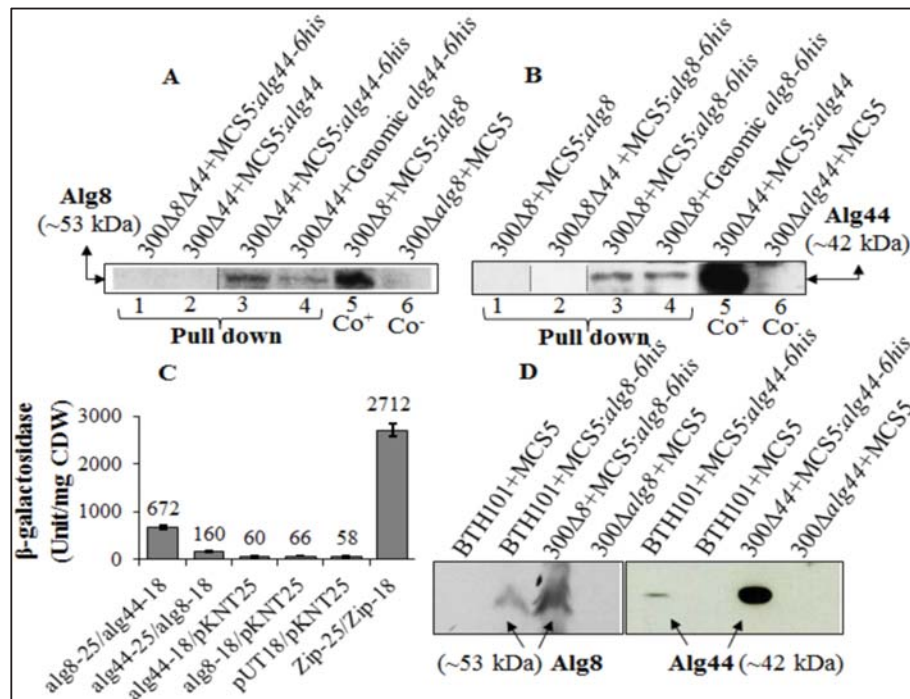 A
300Δ8Δ44+MCS5:alg44-6his
300Δ44+MCS5:alg44
300Δ44+MCS5:alg44-6his
300Δ44+Genomic alg44-6his
300Δ8+MCS5:alg8
300Δalg8+MCS5
Alg8
(~53 kDa)
1 2 3 4 5 6
Pull down
Co+
Co-
B
300Δ8+MCS5:alg8
300Δ8Δ44 +MCS5:alg8-6his
300Δ8+MCS5:alg8-6his
300Δ8+Genomic alg8-6his
300Δ44+MCS5:alg44
300Δalg44+MCS5
Alg44
(~42 kDa)
1 2 3 4 5 6
Pull down
Co+
Co-
C
β-galactosidase
(Unit/mg CDW)
3000
2000
1000
0
672
160
60
66
58
2712
alg8-25/alg44-18
alg44-25/alg8-18
alg44-18/pKNT25
alg8-18/pKNT25
pUT18/pKNT25
Zip-25/Zip-18
D
BTH101+MCS5
BTH101+MCS5:alg8-6his
300Δ8+MCS5:alg8-6his
300Δalg8+MCS5
BTH101+MCS5:alg44-6his
BTH101+MCS5
300Δ44+MCS5:alg44-6his
300Δalg44+MCS5
(~53 kDa) Alg8
Alg44 (~42 kDa)